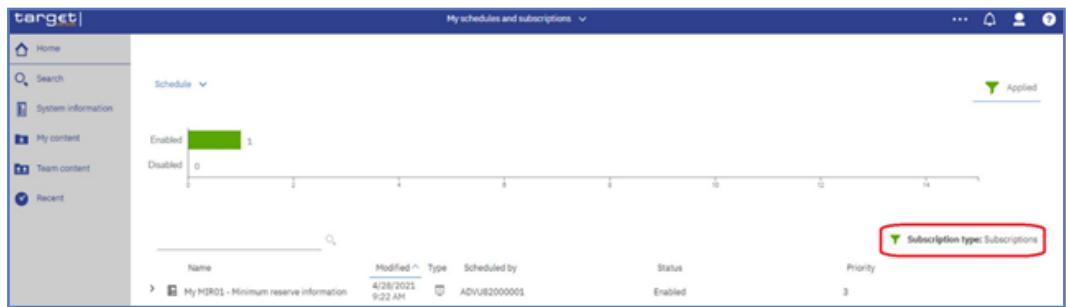 target|
My schedules and subscriptions
Home
Search
System information
My content
Team content
Recent
Schedule
Applied
Enabled 1
Disabled 0
0 2 4 6 8 10 12 14
Subscription type: Subscriptions
Name Modified Type Scheduled by Status Priority
My MIR01 - Minimum reserve information 4/28/2021 9:22 AM ADVU82000001 Enabled 3